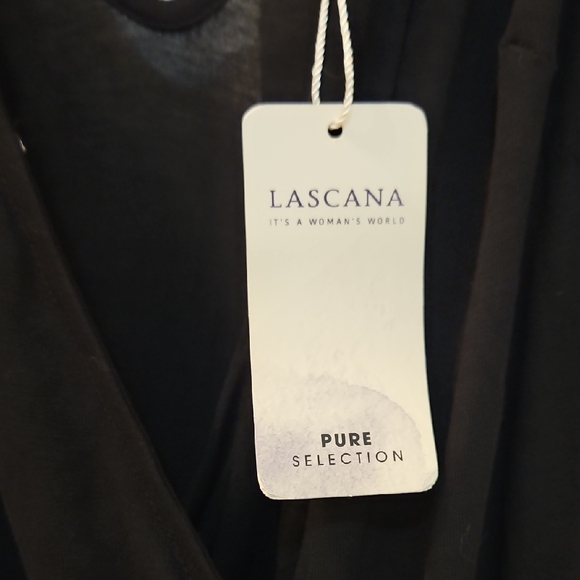 LASCANA
IT'S A WOMAN'S WORLD
PURE
SELECTION